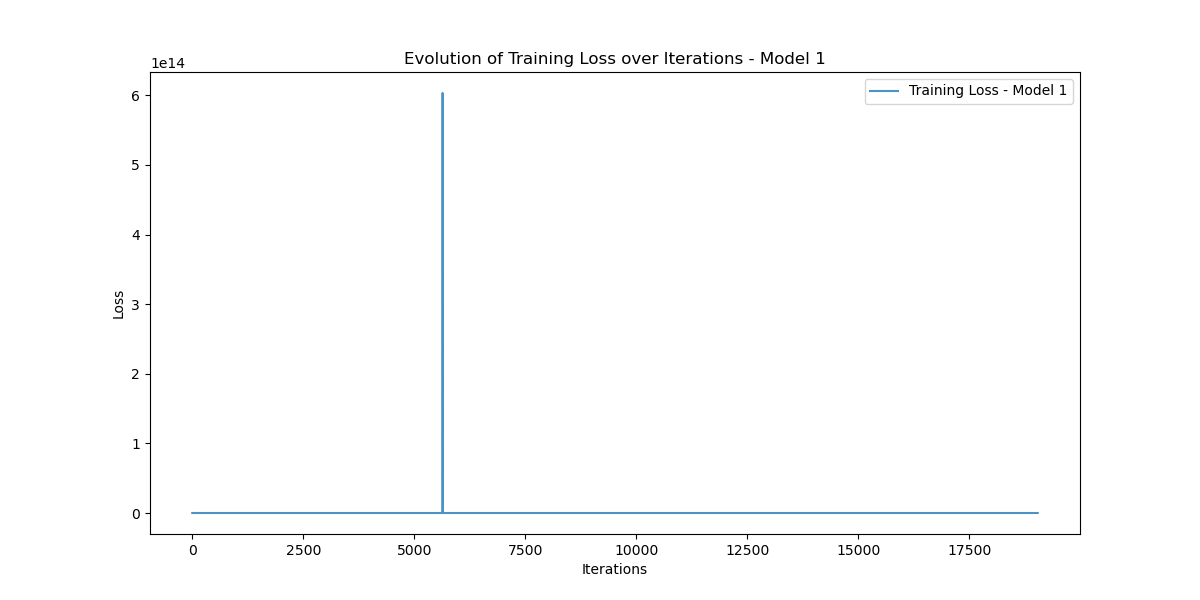 Evolution of Training Loss over Iterations - Model 1
1e14
Training Loss - Model 1
6
5
4
3
2
1
0
Loss
0 2500 5000 7500 10000 12500 15000 17500
Iterations